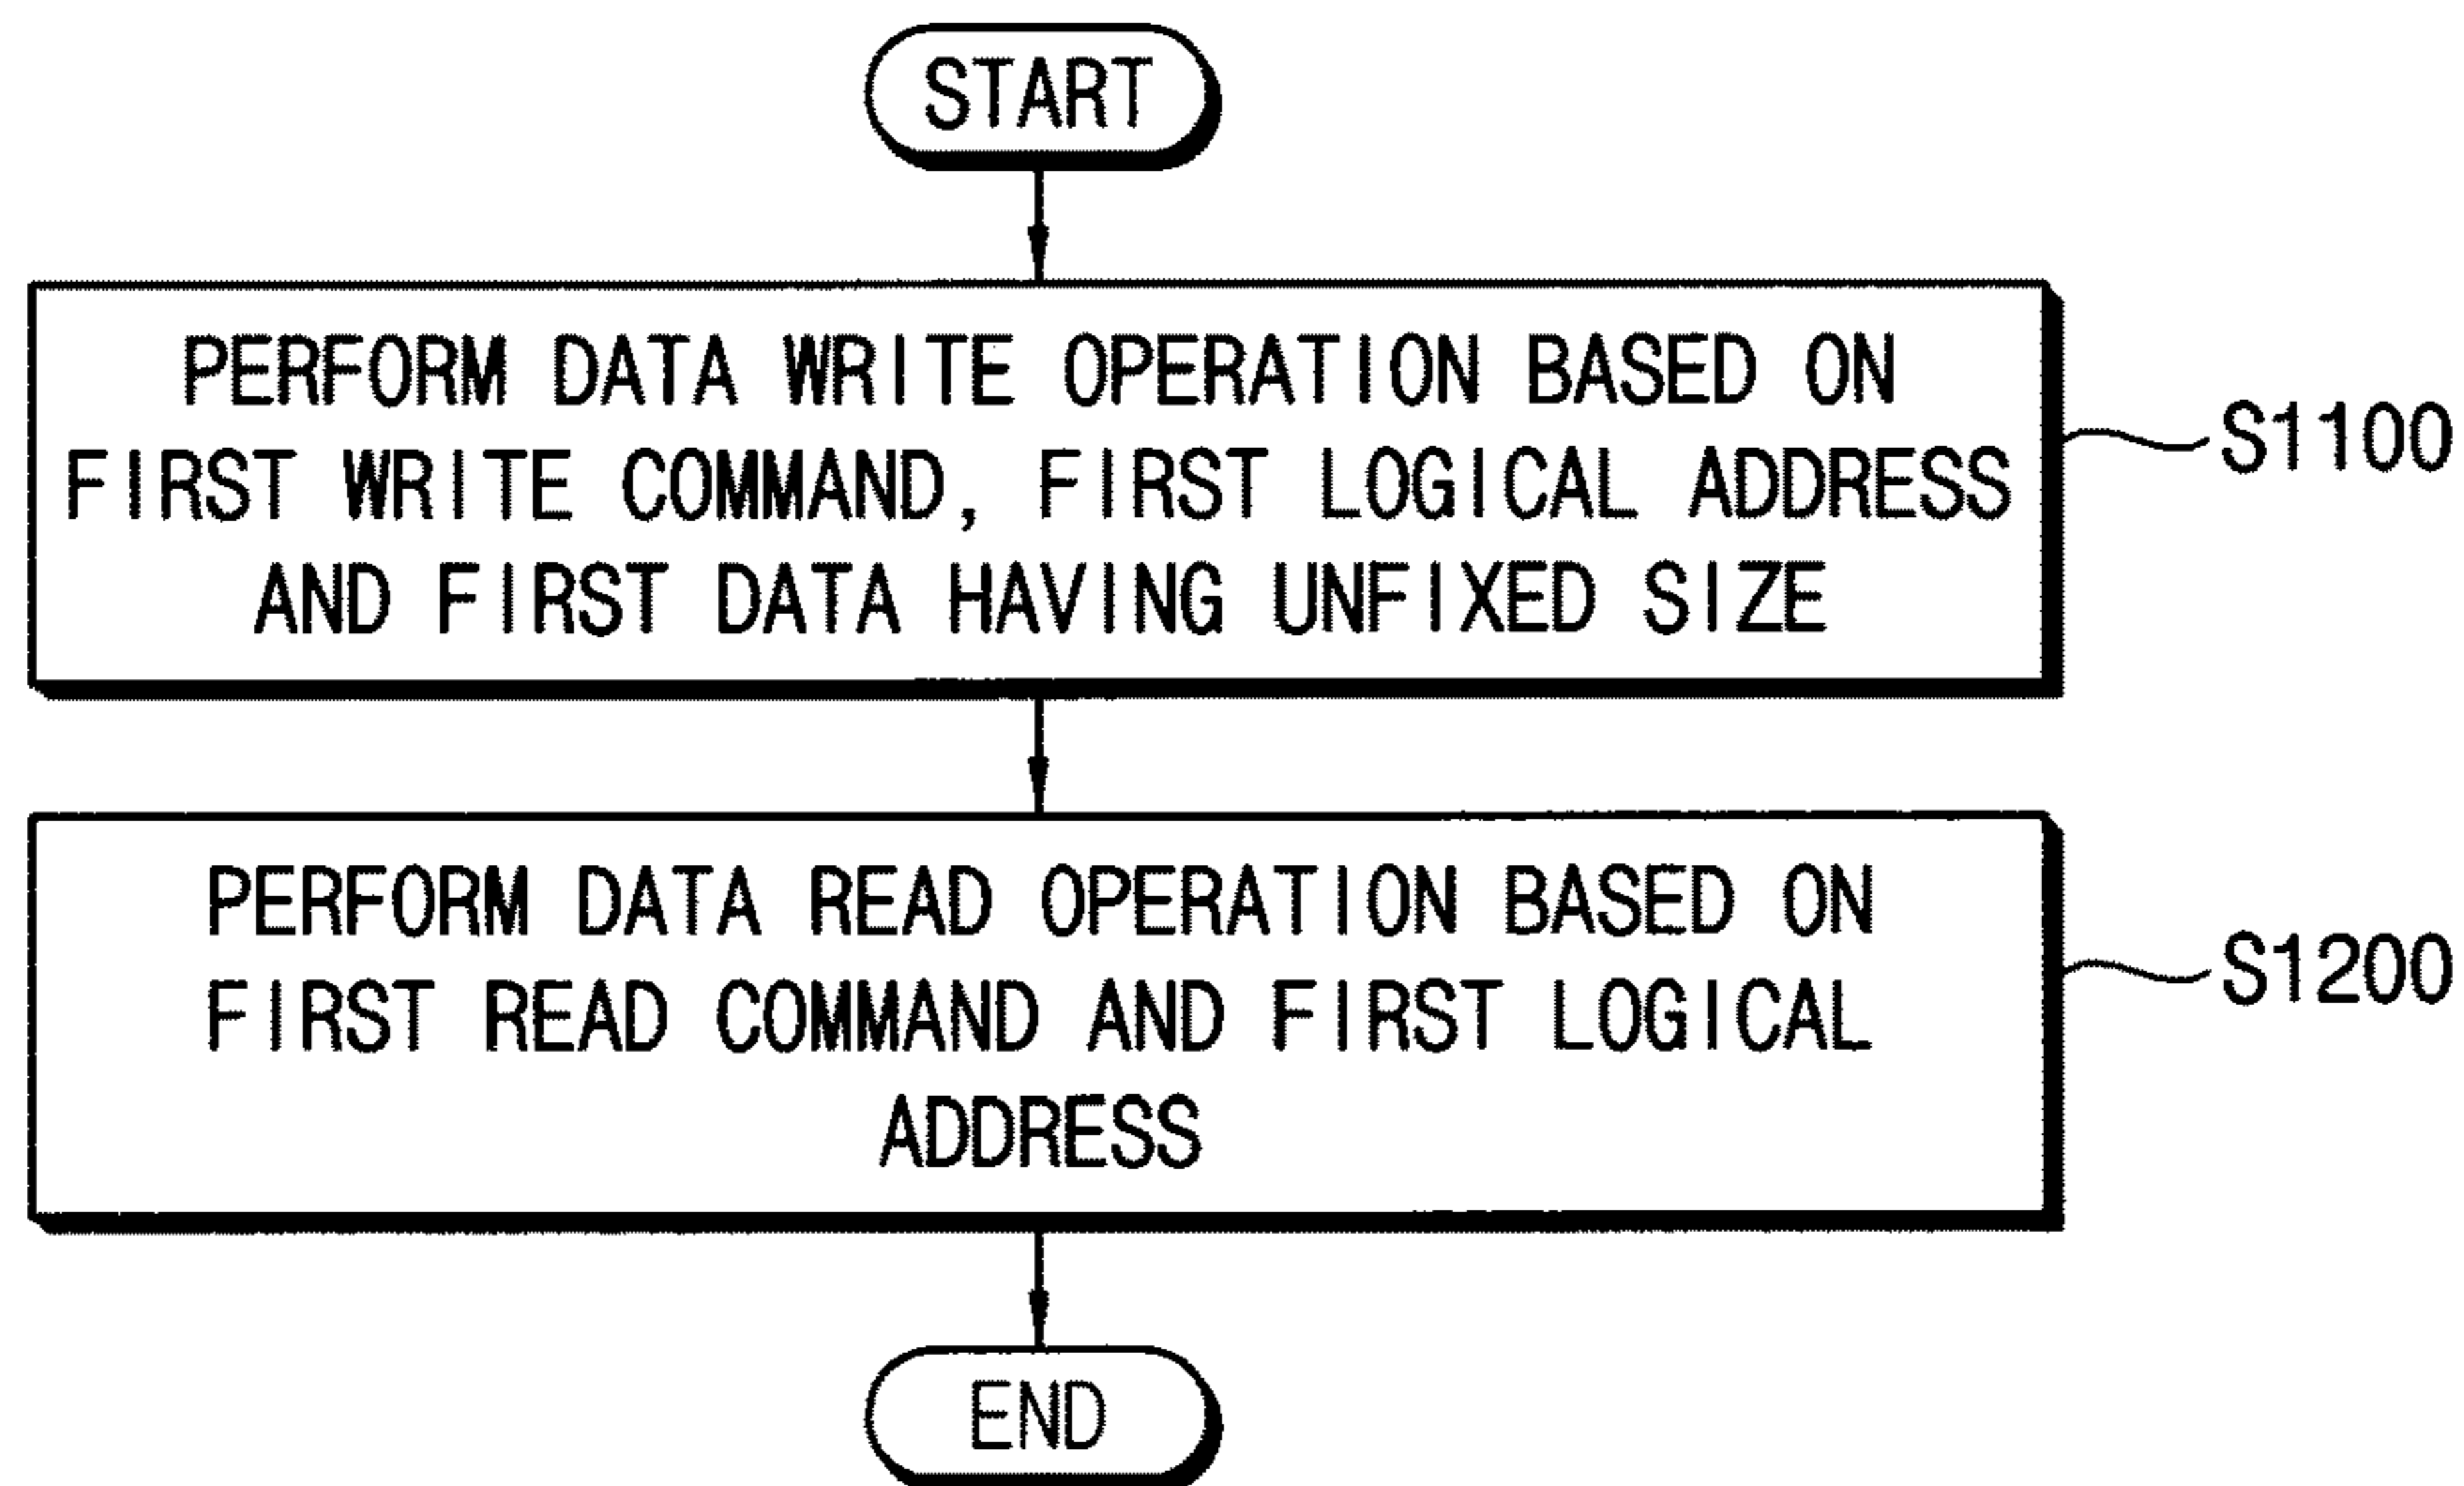 START
PERFORM DATA WRITE OPERATION BASED ON
FIRST WRITE COMMAND, FIRST LOGICAL ADDRESS
AND FIRST DATA HAVING UNFIXED SIZE
S1100
PERFORM DATA READ OPERATION BASED ON
FIRST READ COMMAND AND FIRST LOGICAL
ADDRESS
S1200
END